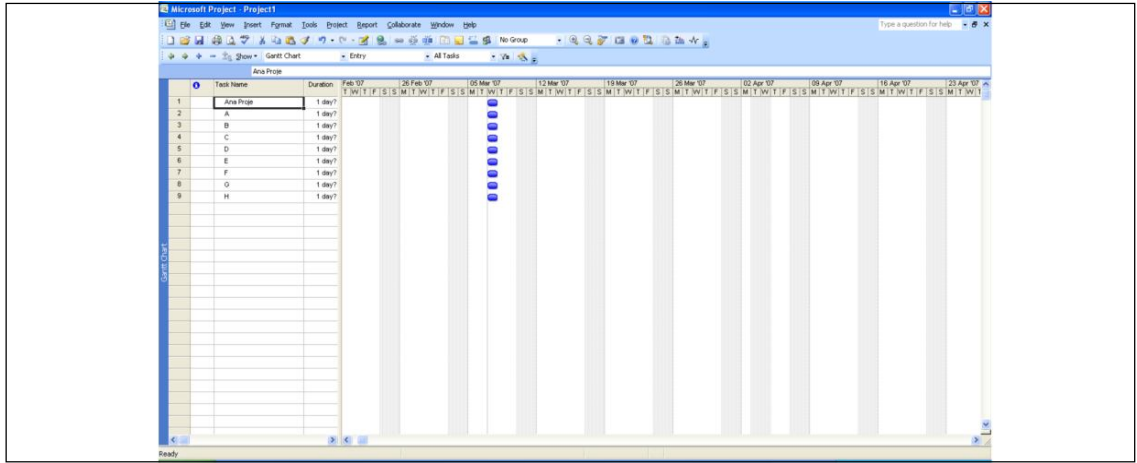 Microsoft Project - Project1
File Edit View Insert Format Tools Project Report Collaborate Window Help Type a question for help
No Group
Show Gantt Chart Entry All Tasks
Ana Proje
Task Name Duration Feb '07 26 Feb '07 05 Mar '07 12 Mar '07 19 Mar '07 26 Mar '07 02 Apr '07 09 Apr '07 16 Apr '07 23 Apr '07
T W T F S S M T W T F S S M T W T F S S M T W T F S S M T W T F S S M T W T F S S M T W T F S S M T W T F S S M T W T F S S M T W T
1 Ana Proje 1 day?
2 A 1 day?
3 B 1 day?
4 C 1 day?
5 D 1 day?
6 E 1 day?
7 F 1 day?
8 G 1 day?
9 H 1 day?
Gantt Chart
Ready